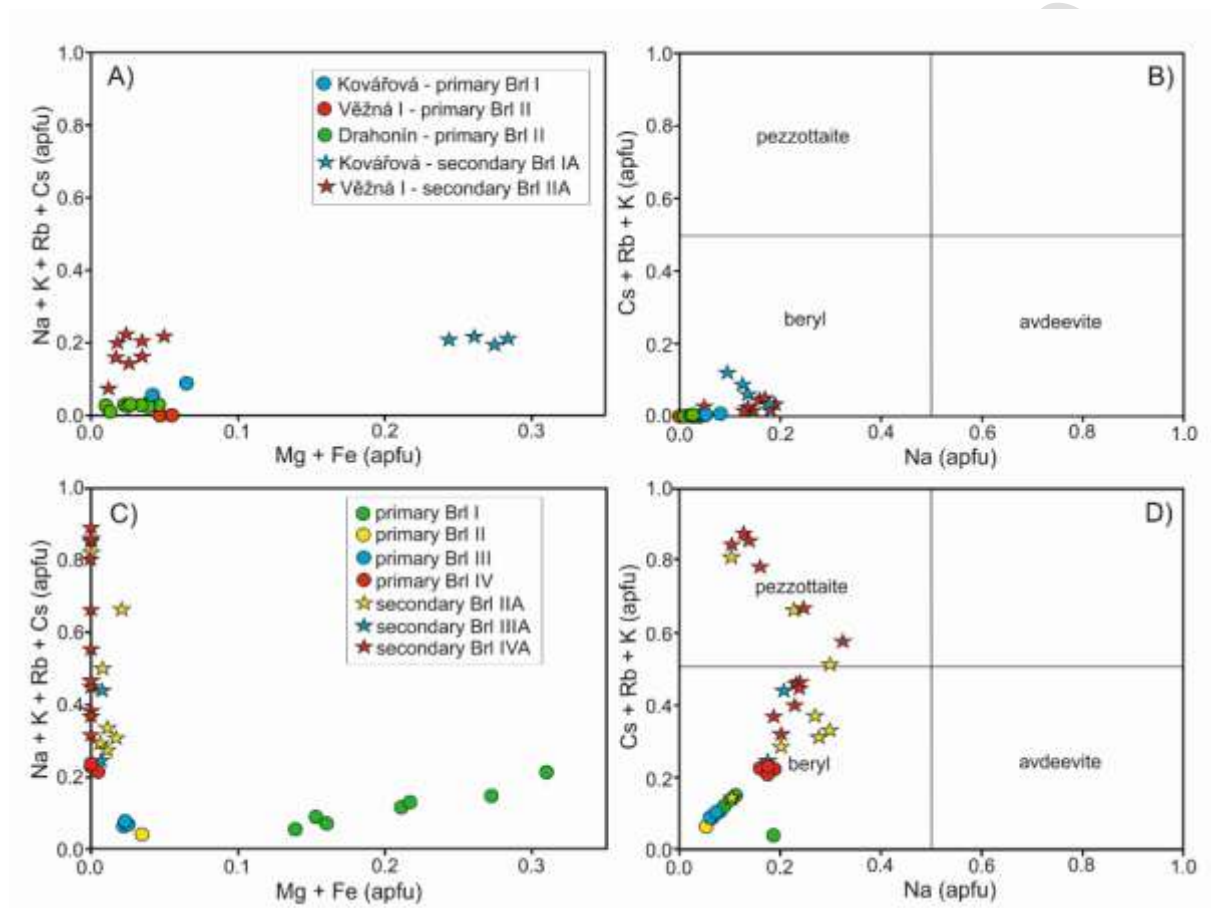 A)
Kovářová - primary Brl I
Věžná I - primary Brl II
Drahonín - primary Brl II
Kovářová - secondary Brl IA
Věžná I - secondary Brl IIA
Na + K + Rb + Cs (apfu)
1.0
0.8
0.6
0.4
0.2
0.0
0.0 0.1 0.2 0.3
Mg + Fe (apfu)
B)
pezzottaite
beryl
avdeevite
Cs + Rb + K (apfu)
1.0
0.8
0.6
0.4
0.2
0.0
0.0 0.2 0.4 0.6 0.8 1.0
Na (apfu)
C)
primary Brl I
primary Brl II
primary Brl III
primary Brl IV
secondary Brl IIA
secondary Brl IIIA
secondary Brl IVA
Na + K + Rb + Cs (apfu)
1.0
0.8
0.6
0.4
0.2
0.0
0.0 0.1 0.2 0.3
Mg + Fe (apfu)
D)
pezzottaite
beryl
avdeevite
Cs + Rb + K (apfu)
1.0
0.8
0.6
0.4
0.2
0.0
0.0 0.2 0.4 0.6 0.8 1.0
Na (apfu)